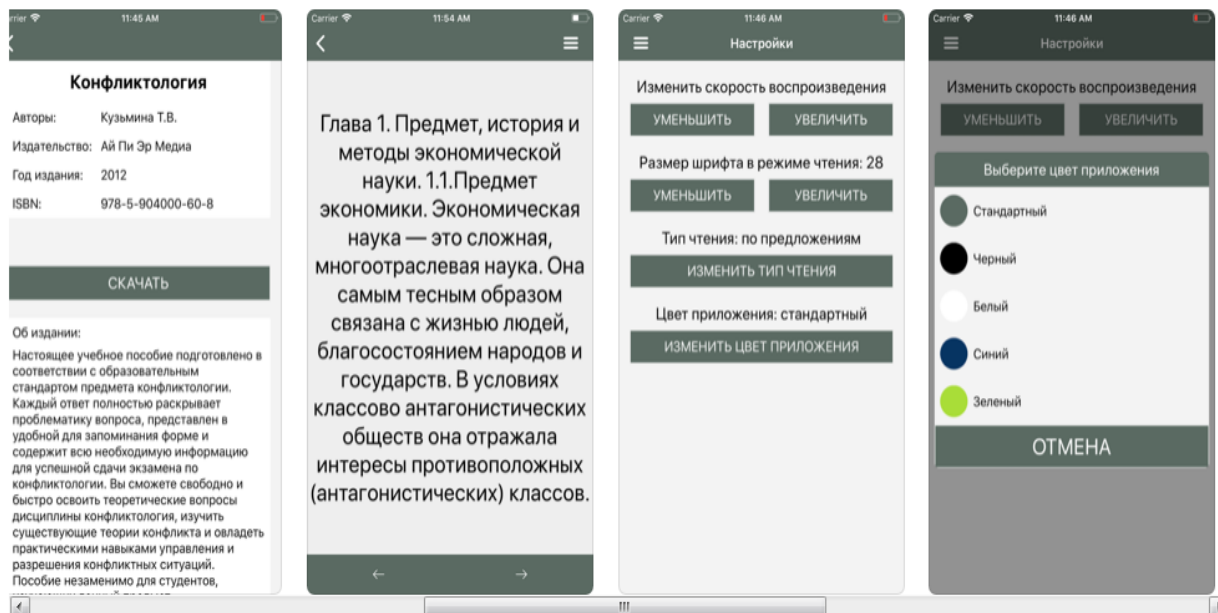 rrier 11:45 AM
Конфликтология
Авторы: Кузьмина Т.В.
Издательство: Ай Пи Эр Медиа
Год издания: 2012
ISBN: 978-5-904000-60-8
СКАЧАТЬ
Об издании:
Настоящее учебное пособие подготовлено в
соответствии с образовательным
стандартом предмета конфликтологии.
Каждый ответ полностью раскрывает
проблематику вопроса, представлен в
удобной для запоминания форме и
содержит всю необходимую информацию
для успешной сдачи экзамена по
конфликтологии. Вы сможете свободно и
быстро освоить теоретические вопросы
дисциплины конфликтология, изучить
существующие теории конфликта и овладеть
практическими навыками управления и
разрешения конфликтных ситуаций.
Пособие незаменимо для студентов,
Carrier 11:54 AM
Глава 1. Предмет, история и
методы экономической
науки. 1.1.Предмет
экономики. Экономическая
наука — это сложная,
многоотраслевая наука. Она
самым тесным образом
связана с жизнью людей,
благосостоянием народов и
государств. В условиях
классово антагонистических
обществ она отражала
интересы противоположных
(антагонистических) классов.
Carrier 11:46 AM
Настройки
Изменить скорость воспроизведения
УМЕНЬШИТЬ УВЕЛИЧИТЬ
Размер шрифта в режиме чтения: 28
УМЕНЬШИТЬ УВЕЛИЧИТЬ
Тип чтения: по предложениям
ИЗМЕНИТЬ ТИП ЧТЕНИЯ
Цвет приложения: стандартный
ИЗМЕНИТЬ ЦВЕТ ПРИЛОЖЕНИЯ
Carrier 11:46 AM
Настройки
Изменить скорость воспроизведения
УМЕНЬШИТЬ УВЕЛИЧИТЬ
Выберите цвет приложения
Стандартный
Черный
Белый
Синий
Зеленый
ОТМЕНА